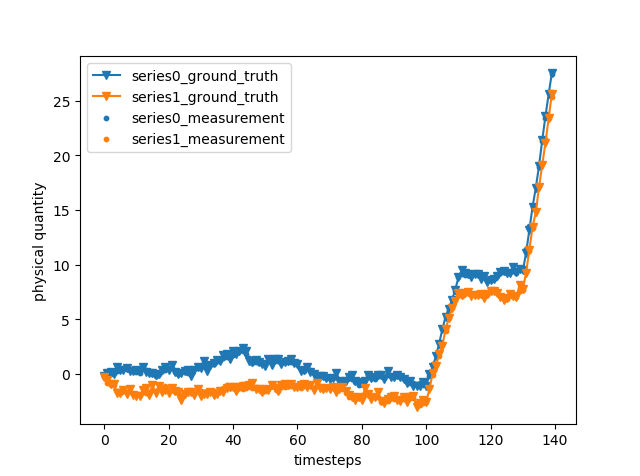 series0_ground_truth
series1_ground_truth
series0_measurement
series1_measurement
25
20
15
10
5
0
physical quantity
0 20 40 60 80 100 120 140
timesteps